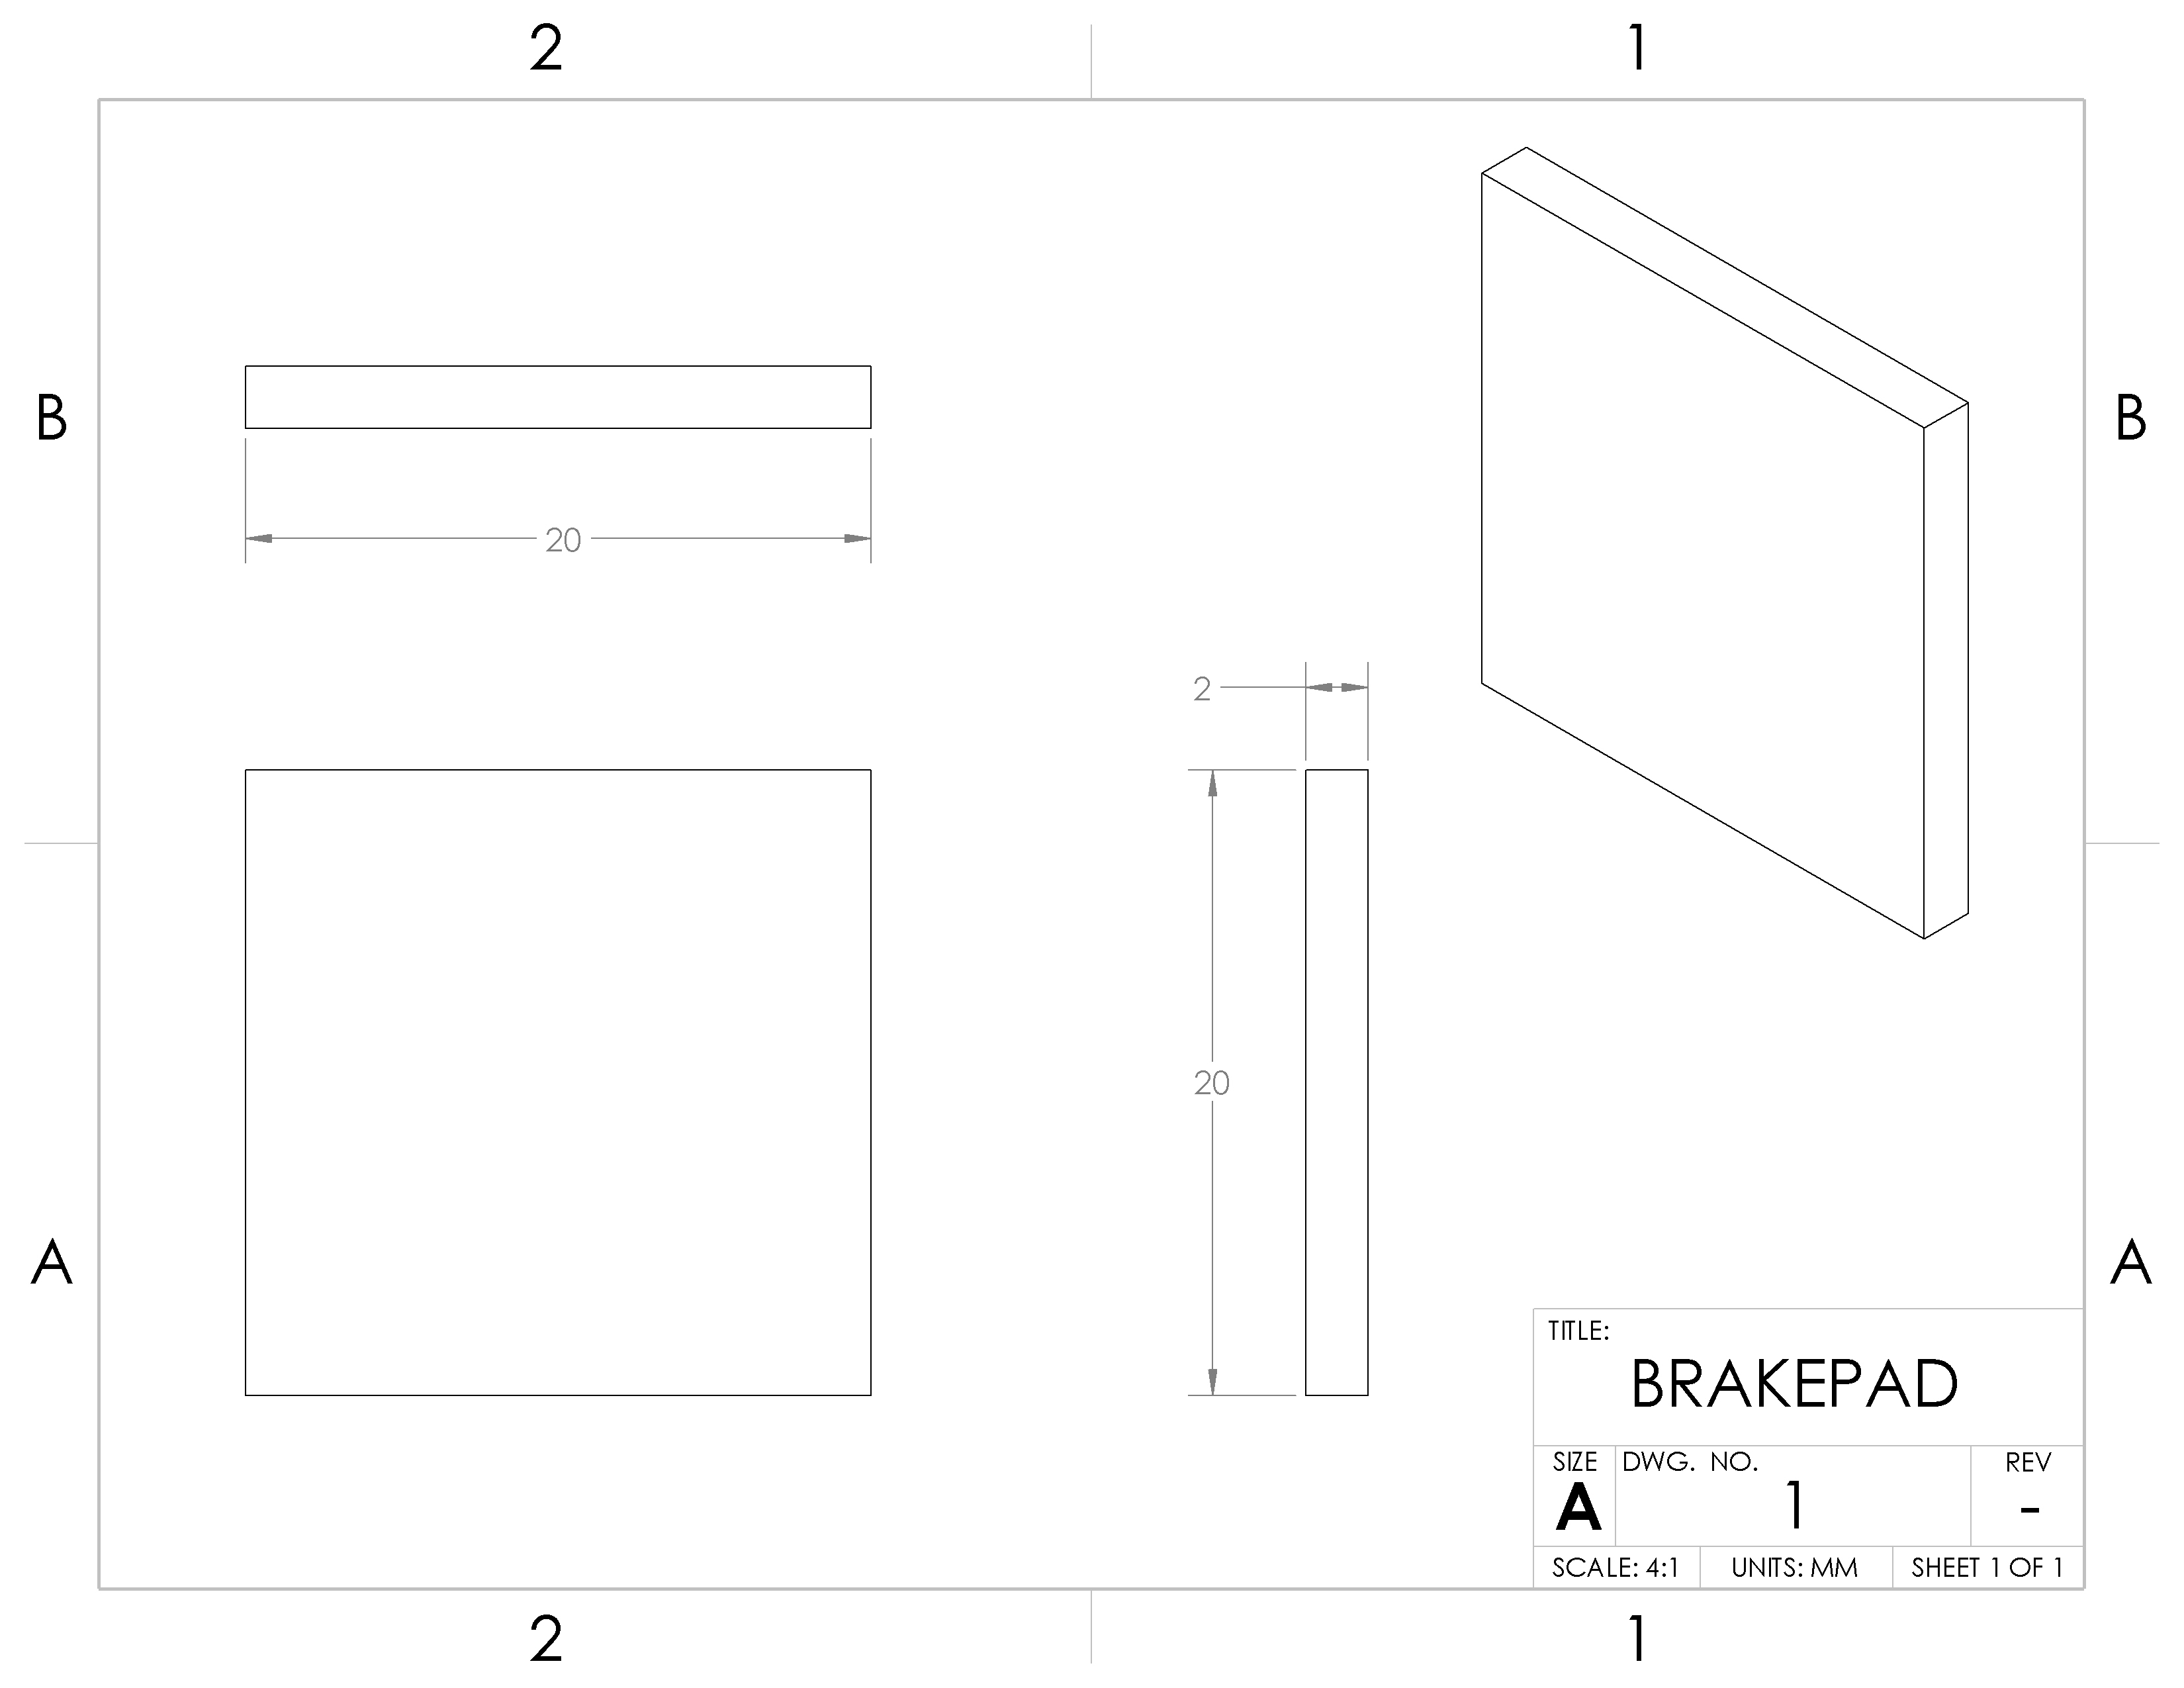 2 1
B B
20
2
20
A A
TITLE:
BRAKEPAD
SIZE DWG. NO. REV
A 1 -
SCALE: 4:1 UNITS: MM SHEET 1 OF 1
2 1